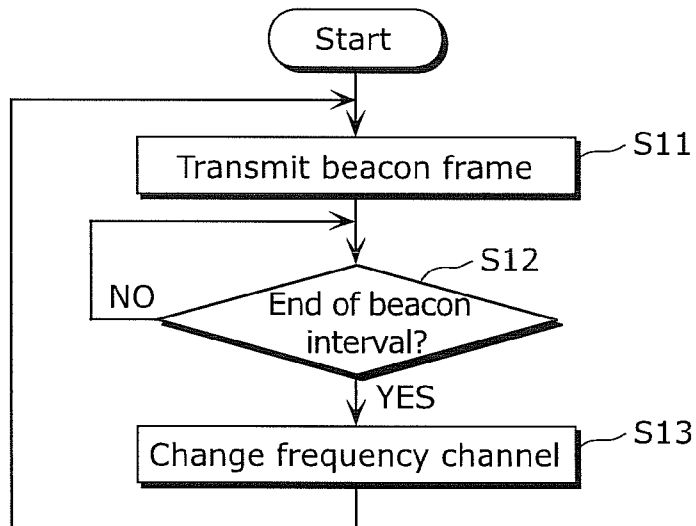 Start
Transmit beacon frame
S11
End of beacon
interval?
S12
NO
YES
Change frequency channel
S13